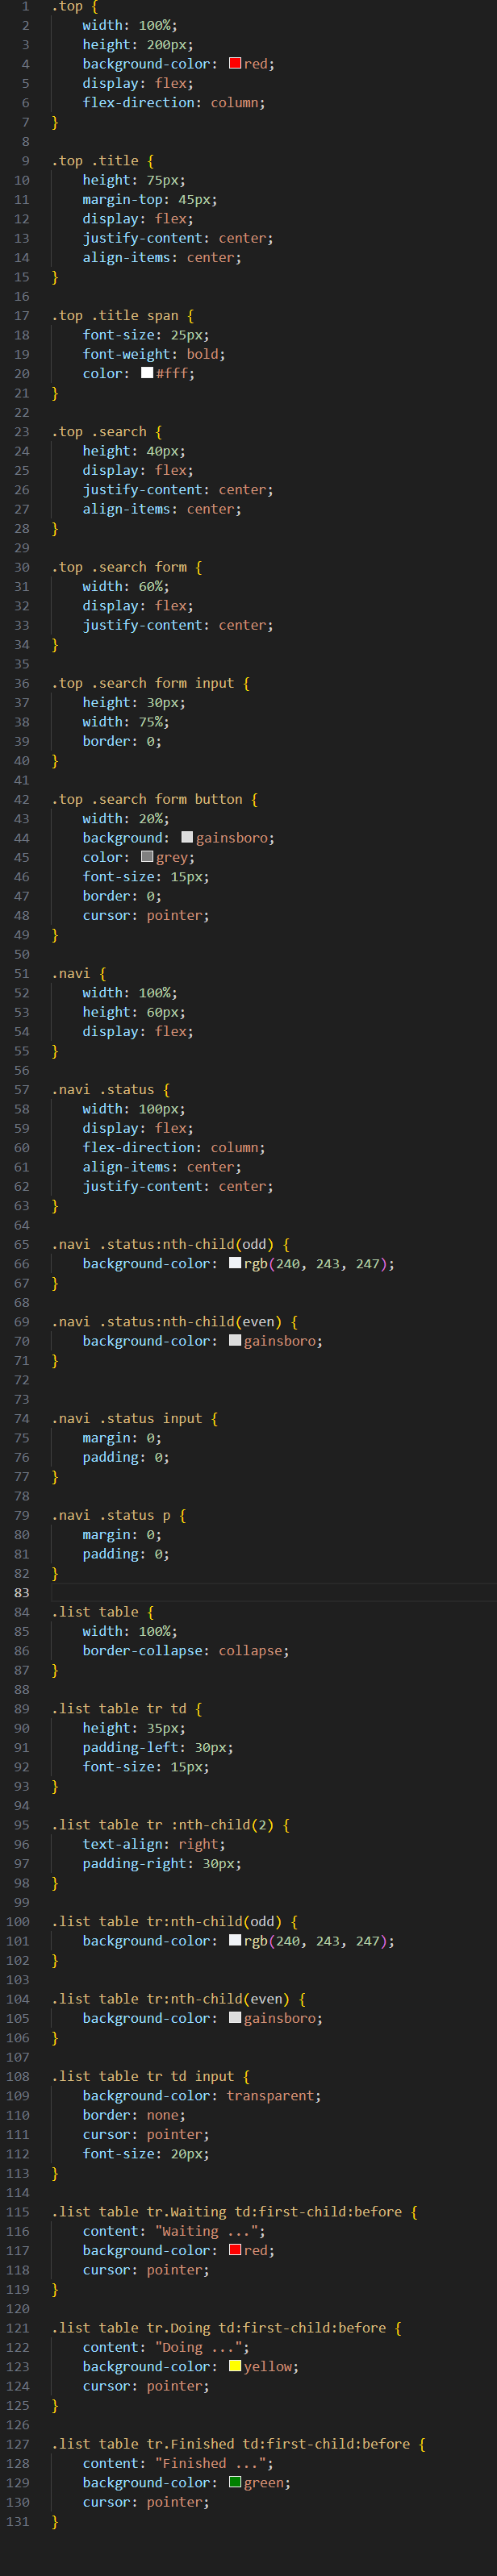 1 .top {
2 width: 100%;
3 height: 200px;
4 background-color: red;
5 display: flex;
6 flex-direction: column;
7 }
8
9 .top .title {
10 height: 75px;
11 margin-top: 45px;
12 display: flex;
13 justify-content: center;
14 align-items: center;
15 }
16
17 .top .title span {
18 font-size: 25px;
19 font-weight: bold;
20 color: #fff;
21 }
22
23 .top .search {
24 height: 40px;
25 display: flex;
26 justify-content: center;
27 align-items: center;
28 }
29
30 .top .search form {
31 width: 60%;
32 display: flex;
33 justify-content: center;
34 }
35
36 .top .search form input {
37 height: 30px;
38 width: 75%;
39 border: 0;
40 }
41
42 .top .search form button {
43 width: 20%;
44 background: gainsboro;
45 color: grey;
46 font-size: 15px;
47 border: 0;
48 cursor: pointer;
49 }
50
51 .navi {
52 width: 100%;
53 height: 60px;
54 display: flex;
55 }
56
57 .navi .status {
58 width: 100px;
59 display: flex;
60 flex-direction: column;
61 align-items: center;
62 justify-content: center;
63 }
64
65 .navi .status:nth-child(odd) {
66 background-color: rgb(240, 243, 247);
67 }
68
69 .navi .status:nth-child(even) {
70 background-color: gainsboro;
71 }
72
73
74 .navi .status input {
75 margin: 0;
76 padding: 0;
77 }
78
79 .navi .status p {
80 margin: 0;
81 padding: 0;
82 }
83
84 .list table {
85 width: 100%;
86 border-collapse: collapse;
87 }
88
89 .list table tr td {
90 height: 35px;
91 padding-left: 30px;
92 font-size: 15px;
93 }
94
95 .list table tr :nth-child(2) {
96 text-align: right;
97 padding-right: 30px;
98 }
99
100 .list table tr:nth-child(odd) {
101 background-color: rgb(240, 243, 247);
102 }
103
104 .list table tr:nth-child(even) {
105 background-color: gainsboro;
106 }
107
108 .list table tr td input {
109 background-color: transparent;
110 border: none;
111 cursor: pointer;
112 font-size: 20px;
113 }
114
115 .list table tr.Waiting td:first-child:before {
116 content: "Waiting ...";
117 background-color: red;
118 cursor: pointer;
119 }
120
121 .list table tr.Doing td:first-child:before {
122 content: "Doing ...";
123 background-color: yellow;
124 cursor: pointer;
125 }
126
127 .list table tr.Finished td:first-child:before {
128 content: "Finished ...";
129 background-color: green;
130 cursor: pointer;
131 }